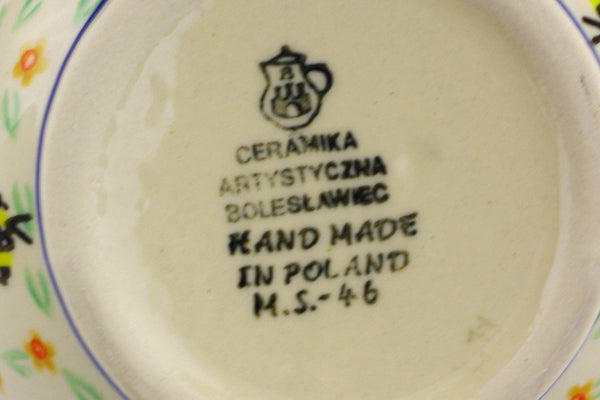 B
CERAMIKA
ARTYSTYCZNA
BOLESŁAWIEC
HAND MADE
IN POLAND
M.S.-46